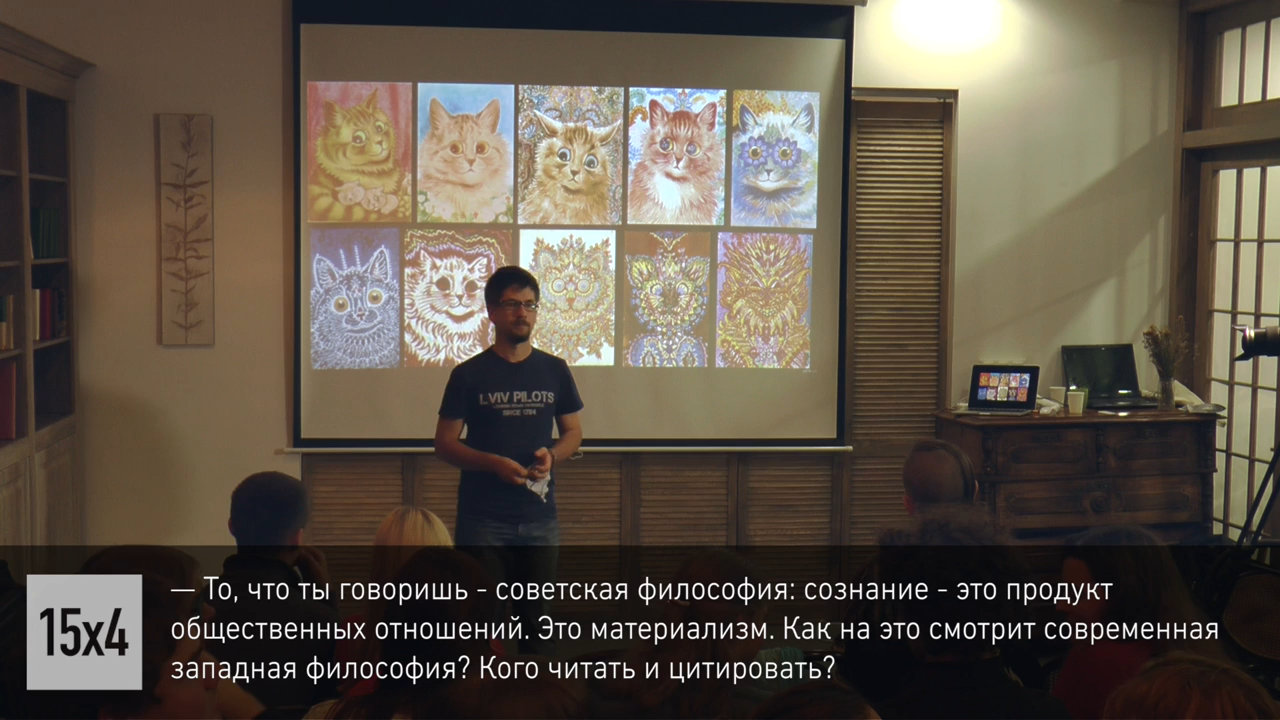 LVIV PILOTS
SINCE 1784
15x4
— То, что ты говоришь - советская философия: сознание - это продукт
общественных отношений. Это материализм. Как на это смотрит современная
западная философия? Кого читать и цитировать?